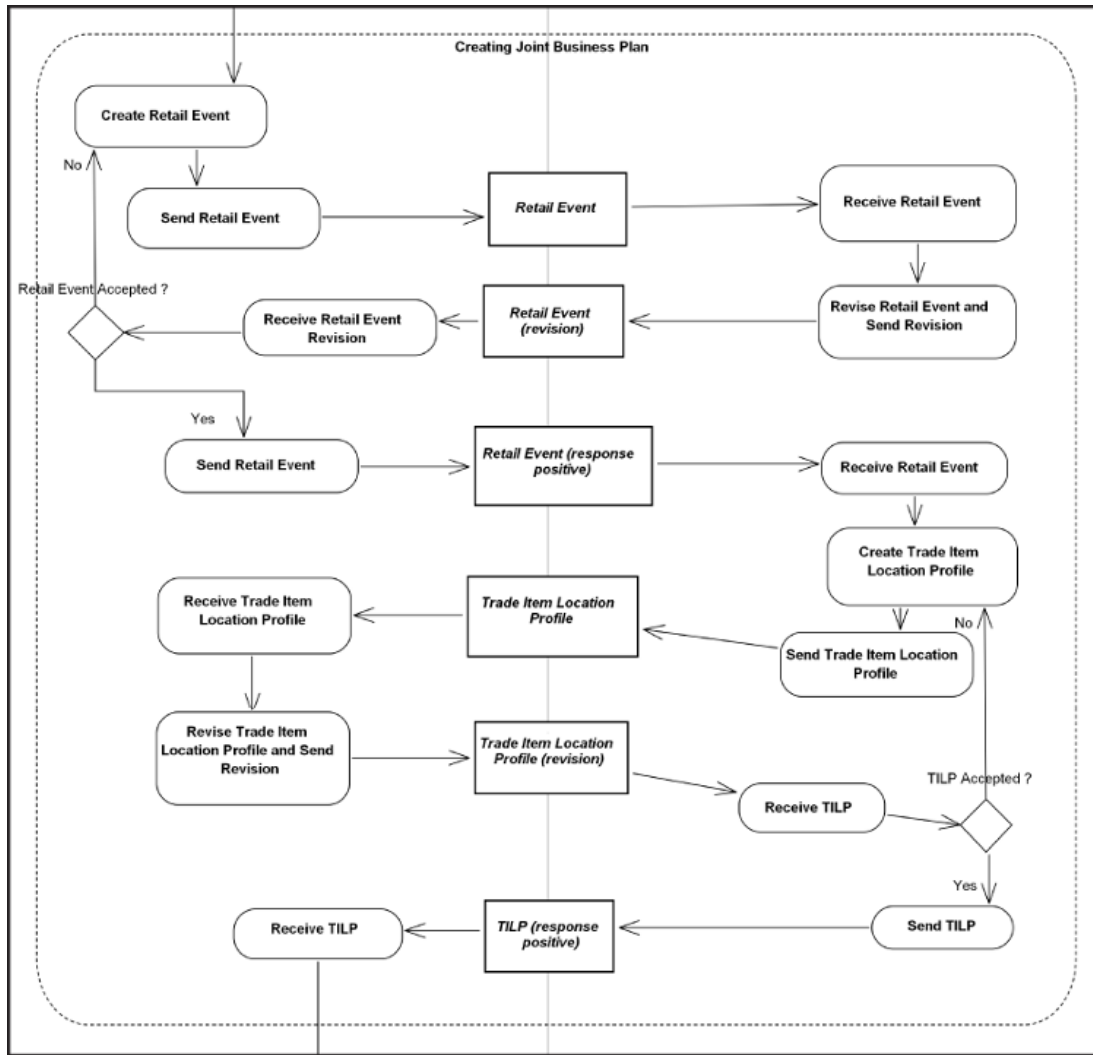 Creating Joint Business Plan
Create Retail Event
No
Send Retail Event
Retail Event
Receive Retail Event
Retail Event Accepted ?
Receive Retail Event
Revision
Retail Event
(revision)
Revise Retail Event and
Send Revision
Yes
Send Retail Event
Retail Event (response
positive)
Receive Retail Event
Create Trade Item
Location Profile
Receive Trade Item
Location Profile
Trade Item Location
Profile
No
Send Trade Item Location
Profile
Revise Trade Item
Location Profile and Send
Revision
Trade Item Location
Profile (revision)
TILP Accepted ?
Receive TILP
Yes
Receive TILP
TILP (response
positive)
Send TILP